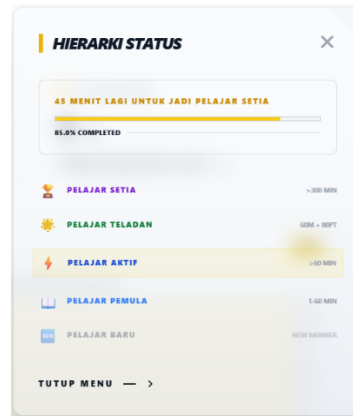 HIERARKI STATUS
45 MENIT LAGI UNTUK JADI PELAJAR SETIA
85.0% COMPLETED
PELAJAR SETIA >300 MIN
PELAJAR TELADAN 60M + 80PT
PELAJAR AKTIF >60 MIN
PELAJAR PEMULA 1-60 MIN
PELAJAR BARU NEW MEMBER
TUTUP MENU